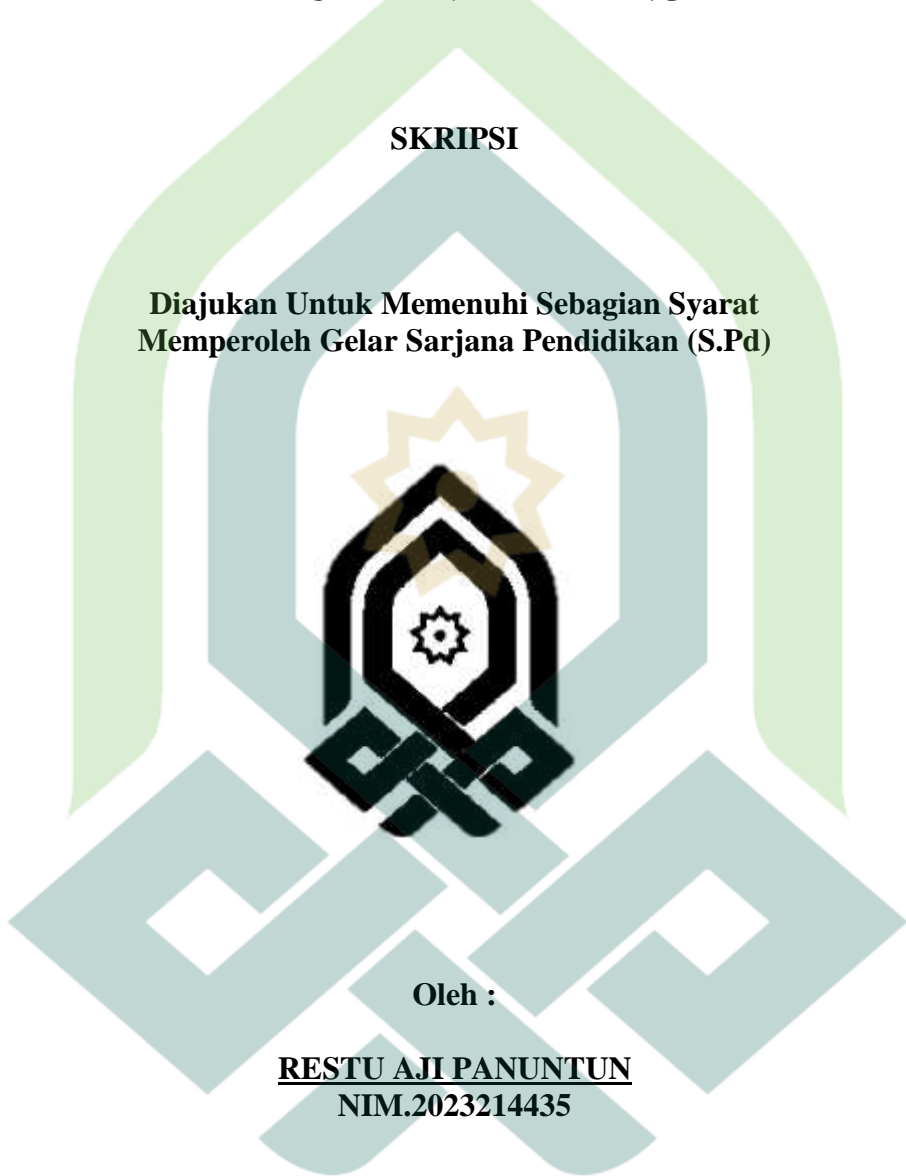 SKRIPSI
Diajukan Untuk Memenuhi Sebagian Syarat
Memperoleh Gelar Sarjana Pendidikan (S.Pd)
Oleh :
RESTU AJI PANUNTUN
NIM.2023214435